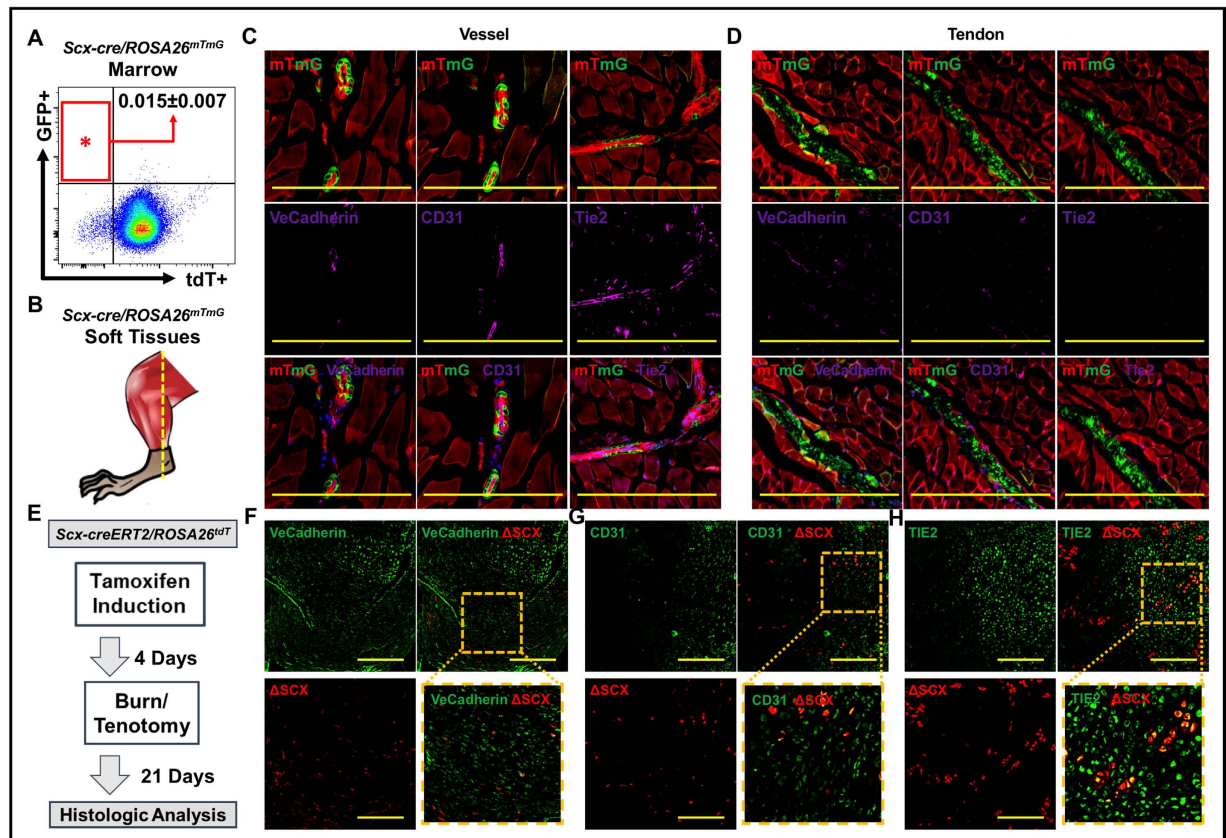 A
Scx-cre/ROSA26mTmG
Marrow
GFP+
0.015±0.007
*
tdT+
B
Scx-cre/ROSA26mTmG
Soft Tissues
C
Vessel
mTmG
mTmG
mTmG
VeCadherin
CD31
Tie2
mTmG VeCadherin
mTmG CD31
mTmG Tie2
D
Tendon
mTmG
mTmG
mTmG
VeCadherin
CD31
Tie2
mTmG VeCadherin
mTmG CD31
mTmG Tie2
E
Scx-creERT2/ROSA26tdT
Tamoxifen
Induction
4 Days
Burn/
Tenotomy
21 Days
Histologic Analysis
F
VeCadherin
VeCadherin ΔSCX
ΔSCX
VeCadherin ΔSCX
G
CD31
CD31 ΔSCX
ΔSCX
CD31 ΔSCX
H
TIE2
TIE2 ΔSCX
ΔSCX
TIE2 ΔSCX